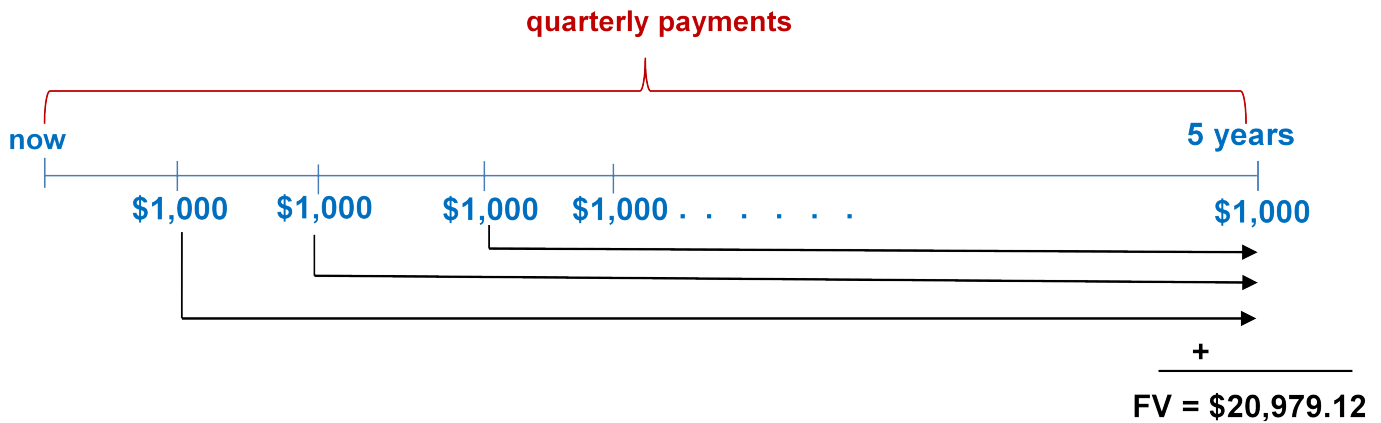 quarterly payments
now
5 years
$1,000 $1,000 $1,000 $1,000 . . . . . . $1,000
+
FV = $20,979.12